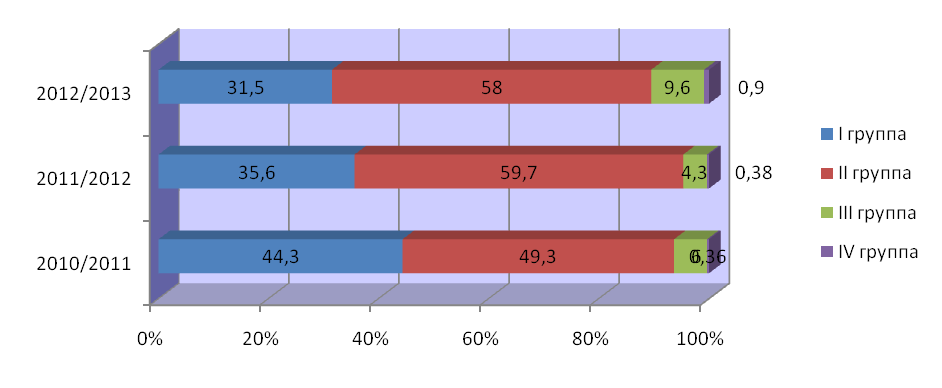 2012/2013 31,5 58 9,6 0,9
2011/2012 35,6 59,7 4,3 0,38
2010/2011 44,3 49,3
0% 20% 40% 60% 80% 100%
I группа
II группа
III группа
IV группа